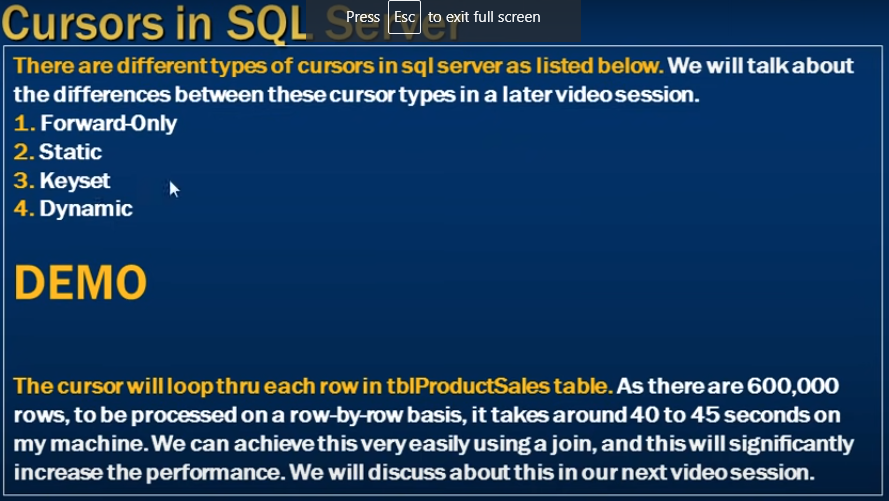 Cursors in SQL Server
Press Esc to exit full screen
There are different types of cursors in sql server as listed below. We will talk about
the differences between these cursor types in a later video session.
1. Forward-Only
2. Static
3. Keyset
4. Dynamic
DEMO
The cursor will loop thru each row in tblProductSales table. As there are 600,000
rows, to be processed on a row-by-row basis, it takes around 40 to 45 seconds on
my machine. We can achieve this very easily using a join, and this will significantly
increase the performance. We will discuss about this in our next video session.